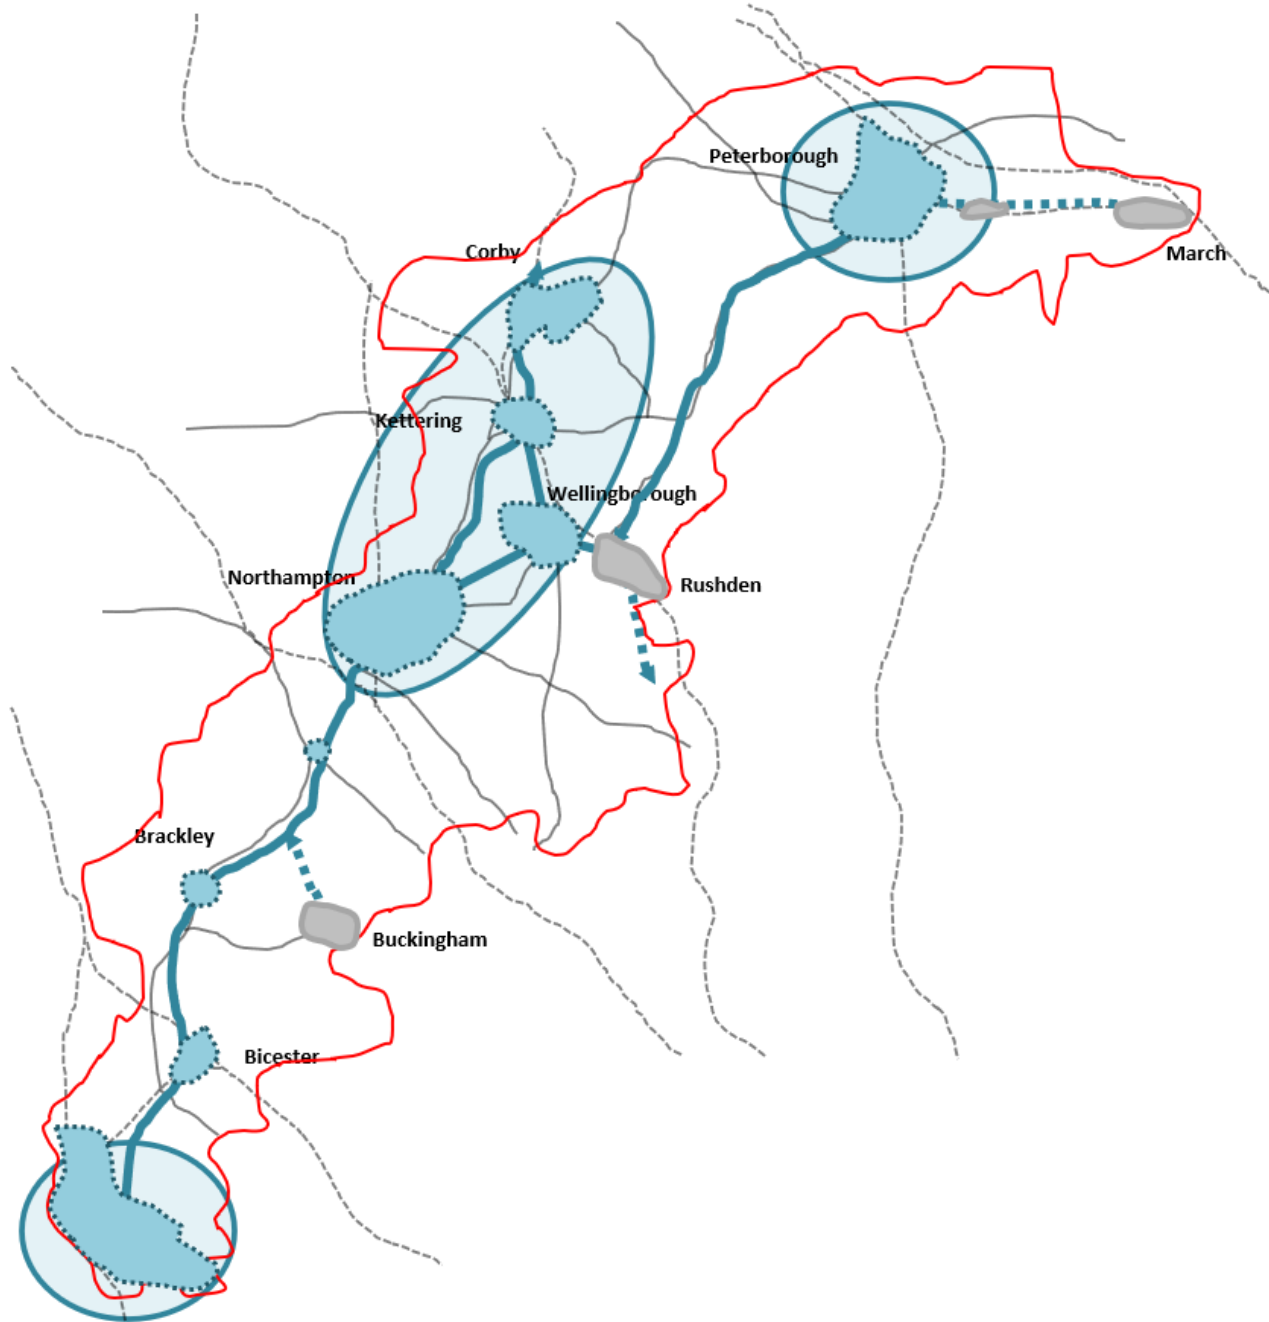 Peterborough
March
Corby
Kettering
Wellingborough
Northampton
Rushden
Brackley
Buckingham
Bicester